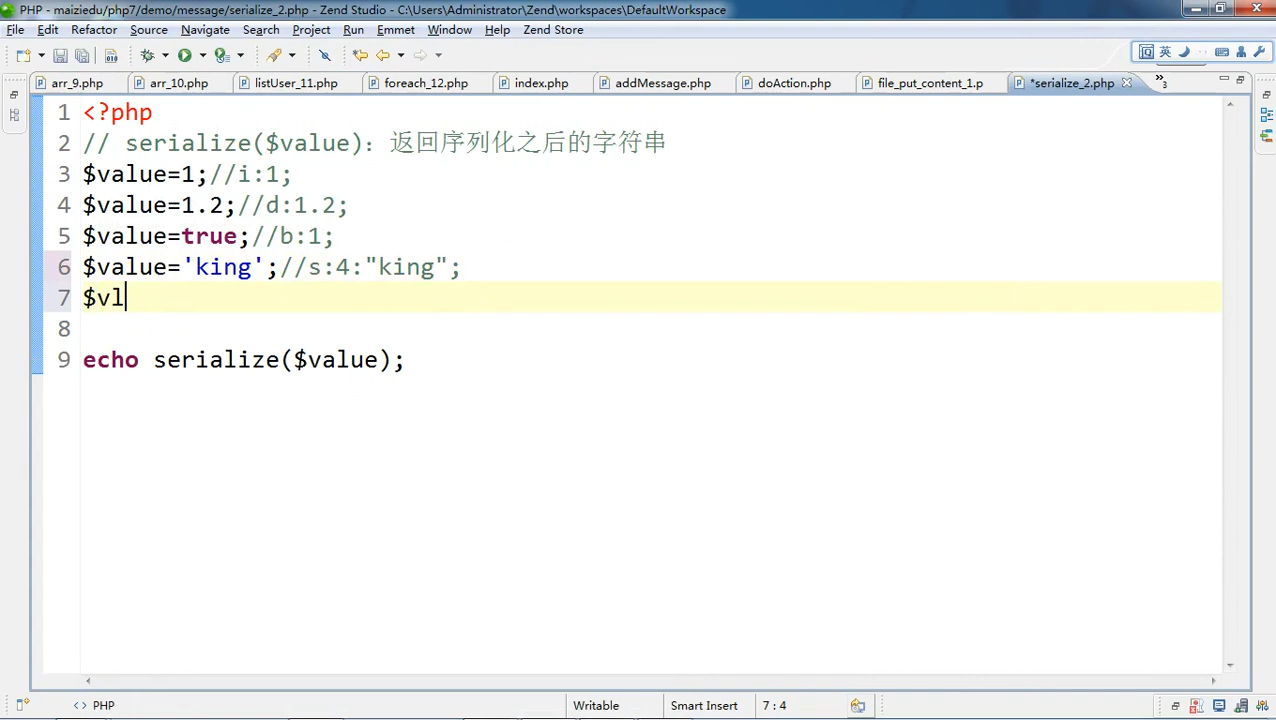 PHP - maiziedu/php7/demo/message/serialize_2.php - Zend Studio - C:\Users\Administrator\Zend\workspaces\DefaultWorkspace
File Edit Refactor Source Navigate Search Project Run Emmet Window Help Zend Store
英
arr_9.php arr_10.php listUser_11.php foreach_12.php index.php addMessage.php doAction.php file_put_content_1.p *serialize_2.php »3
1 <?php
2 // serialize($value)：返回序列化之后的字符串
3 $value=1;//i:1;
4 $value=1.2;//d:1.2;
5 $value=true;//b:1;
6 $value='king';//s:4:"king";
7 $vl
8
9 echo serialize($value);
<> PHP Writable Smart Insert 7 : 4